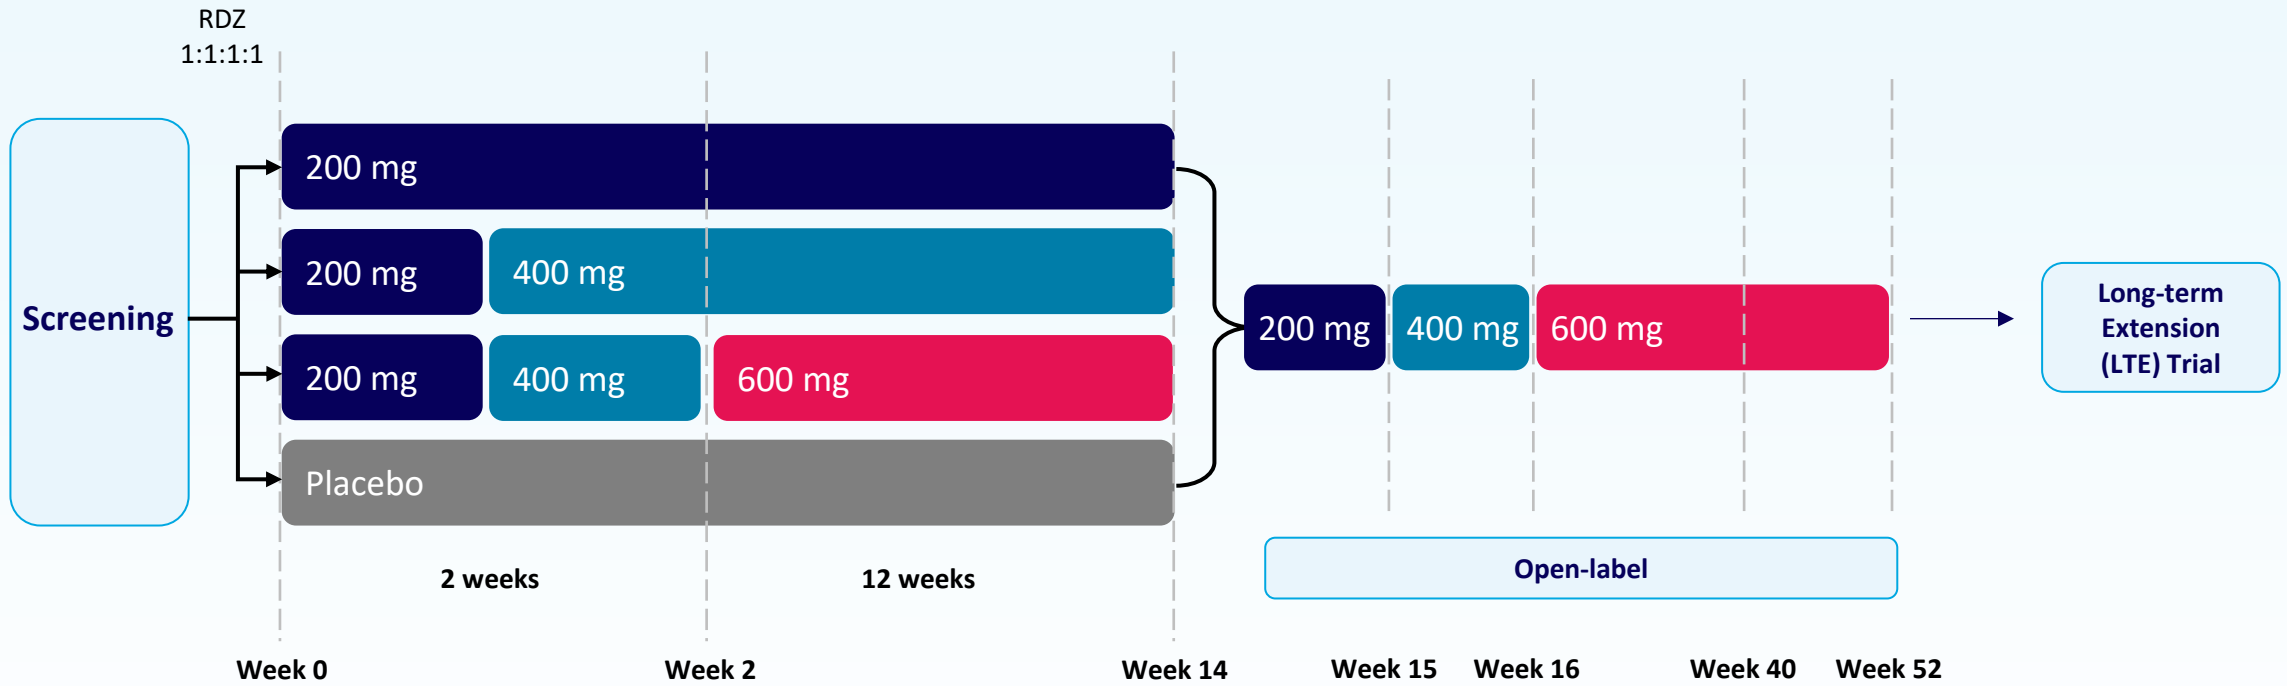 RDZ
1:1:1:1
Screening
200 mg
200 mg
400 mg
200 mg
400 mg
600 mg
Placebo
2 weeks
12 weeks
200 mg
400 mg
600 mg
Open-label
Long-term
Extension
(LTE) Trial
Week 0
Week 2
Week 14
Week 15
Week 16
Week 40
Week 52